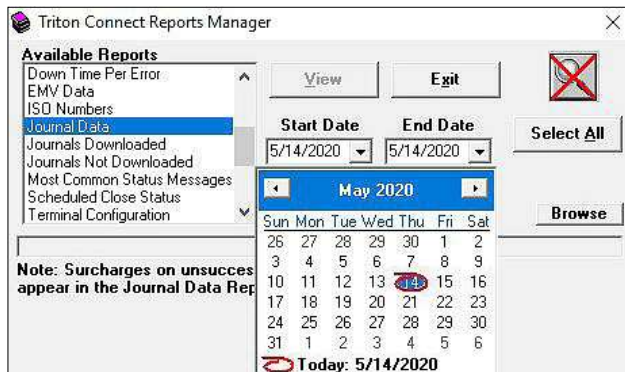 Triton Connect Reports Manager
Available Reports
Down Time Per Error
EMV Data
ISO Numbers
Journal Data
Journals Downloaded
Journals Not Downloaded
Most Common Status Messages
Scheduled Close Status
Terminal Configuration
View
Exit
Start Date
End Date
5/14/2020
5/14/2020
Select All
Browse
May 2020
Sun Mon Tue Wed Thu Fri Sat
26 27 28 29 30 1 2
3 4 5 6 7 8 9
10 11 12 13 14 15 16
17 18 19 20 21 22 23
24 25 26 27 28 29 30
31 1 2 3 4 5 6
Today: 5/14/2020
Note: Surcharges on unsucces
appear in the Journal Data Rep